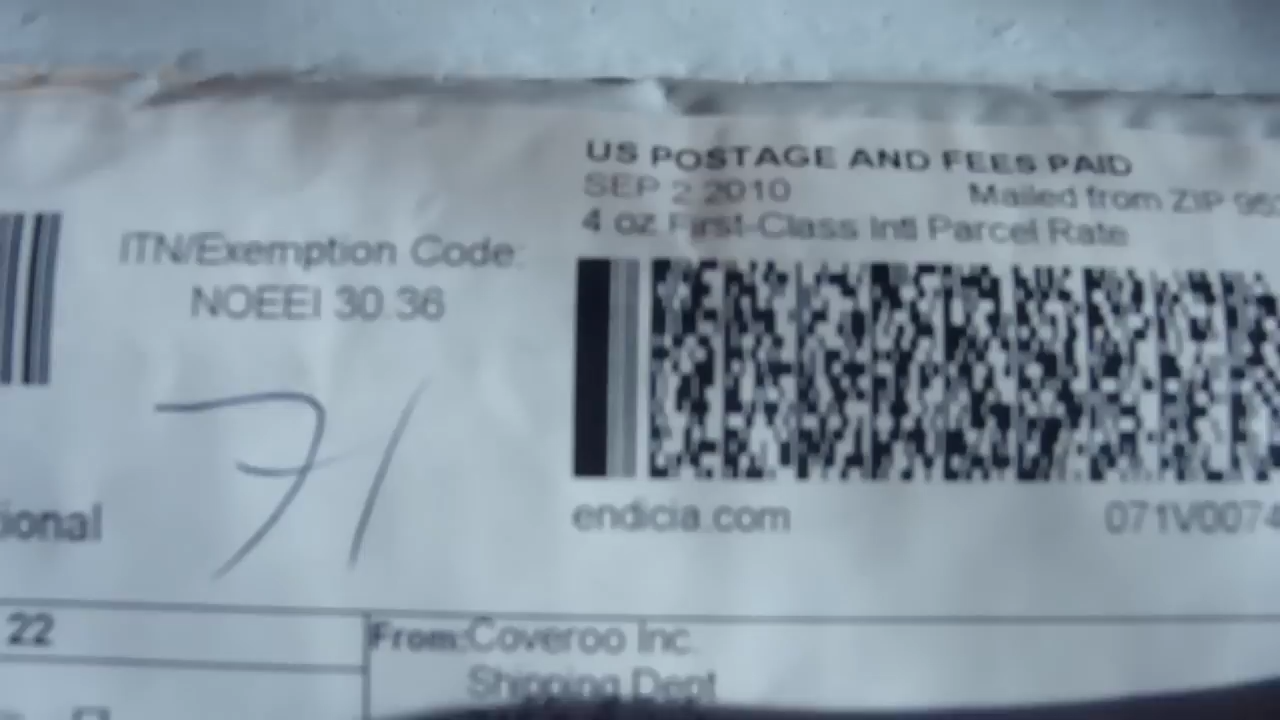 US POSTAGE AND FEES PAID
SEP 2 2010 Mailed from ZIP
4 oz First-Class Intl Parcel Rate
ITN/Exemption Code:
NOEEI 30.36
71
ional
endicia.com 071V0074
22
From: Coveroo Inc.
Shipping Dept